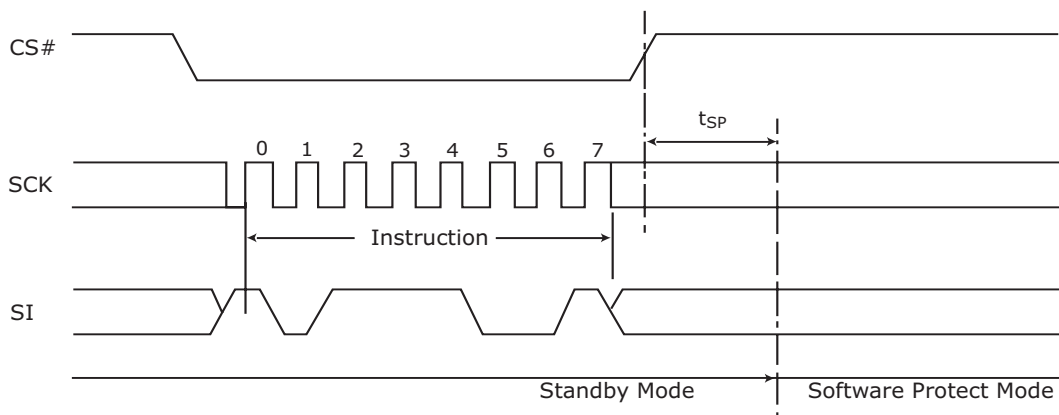 CS#
tSP
0 1 2 3 4 5 6 7
SCK
Instruction
SI
Standby Mode Software Protect Mode